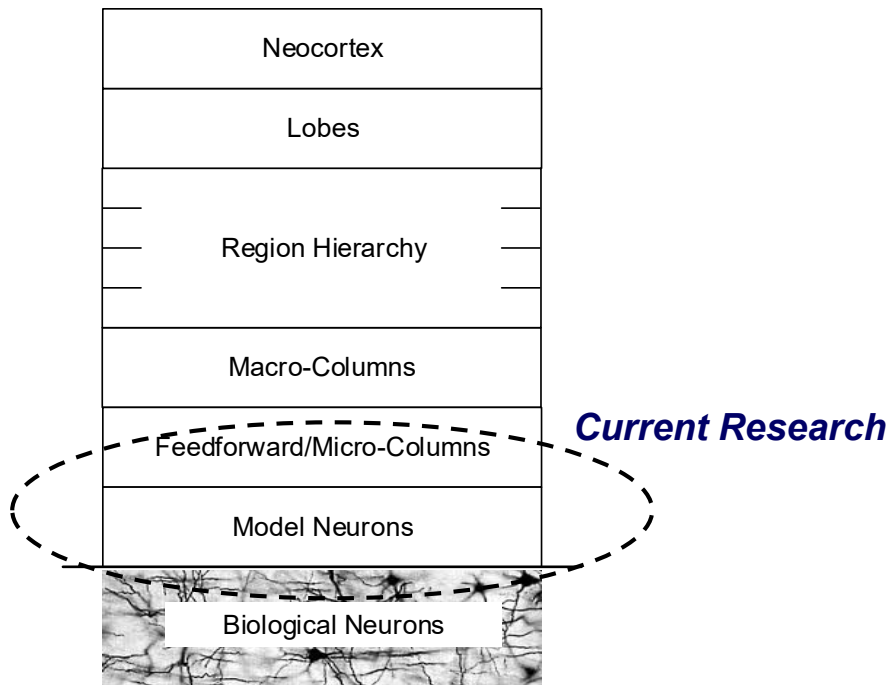 Neocortex
Lobes
Region Hierarchy
Macro-Columns
Current Research
Feedforward/Micro-Columns
Model Neurons
Biological Neurons